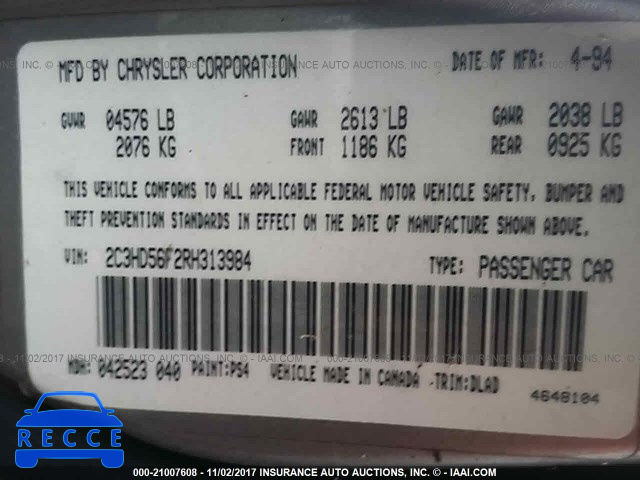 MFD BY CHRYSLER CORPORATION DATE OF MFR: 4-94
GVWR 04576 LB GAWR 2613 LB GAWR 2038 LB
2076 KG FRONT 1186 KG REAR 0925 KG
THIS VEHICLE CONFORMS TO ALL APPLICABLE FEDERAL MOTOR VEHICLE SAFETY, BUMPER AND
THEFT PREVENTION STANDARDS IN EFFECT ON THE DATE OF MANUFACTURE SHOWN ABOVE.
VIN: 2C3HD56F2RH313984 TYPE: PASSENGER CAR
MDH: 042523 040 PAINT:PS4 VEHICLE MADE IN CANADA -TRIM:DLAD
4648104
RECCE
000-21007608 - 11/02/2017 INSURANCE AUTO AUCTIONS, INC. - © IAAI.COM